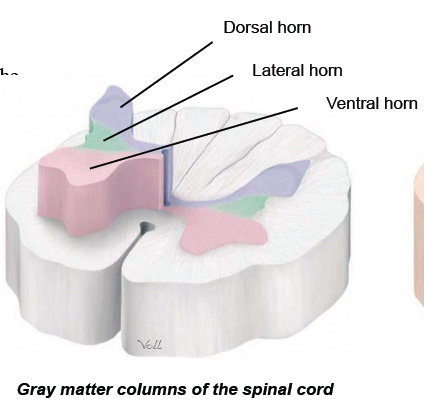 Dorsal horn
Lateral horn
Ventral horn
Voll
Gray matter columns of the spinal cord